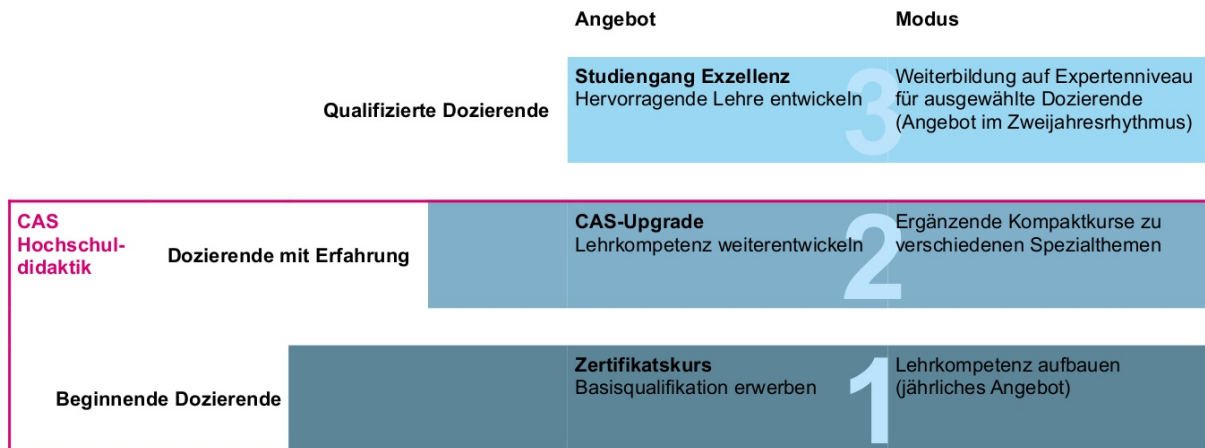 Angebot
Modus
Qualifizierte Dozierende
Studiengang Exzellenz
Hervorragende Lehre entwickeln
3
Weiterbildung auf Expertenniveau
für ausgewählte Dozierende
(Angebot im Zweijahresrhythmus)
CAS
Hochschul-
didaktik
Dozierende mit Erfahrung
CAS-Upgrade
Lehrkompetenz weiterentwickeln
2
Ergänzende Kompaktkurse zu
verschiedenen Spezialthemen
Beginnende Dozierende
Zertifikatskurs
Basisqualifikation erwerben
1
Lehrkompetenz aufbauen
(jährliches Angebot)